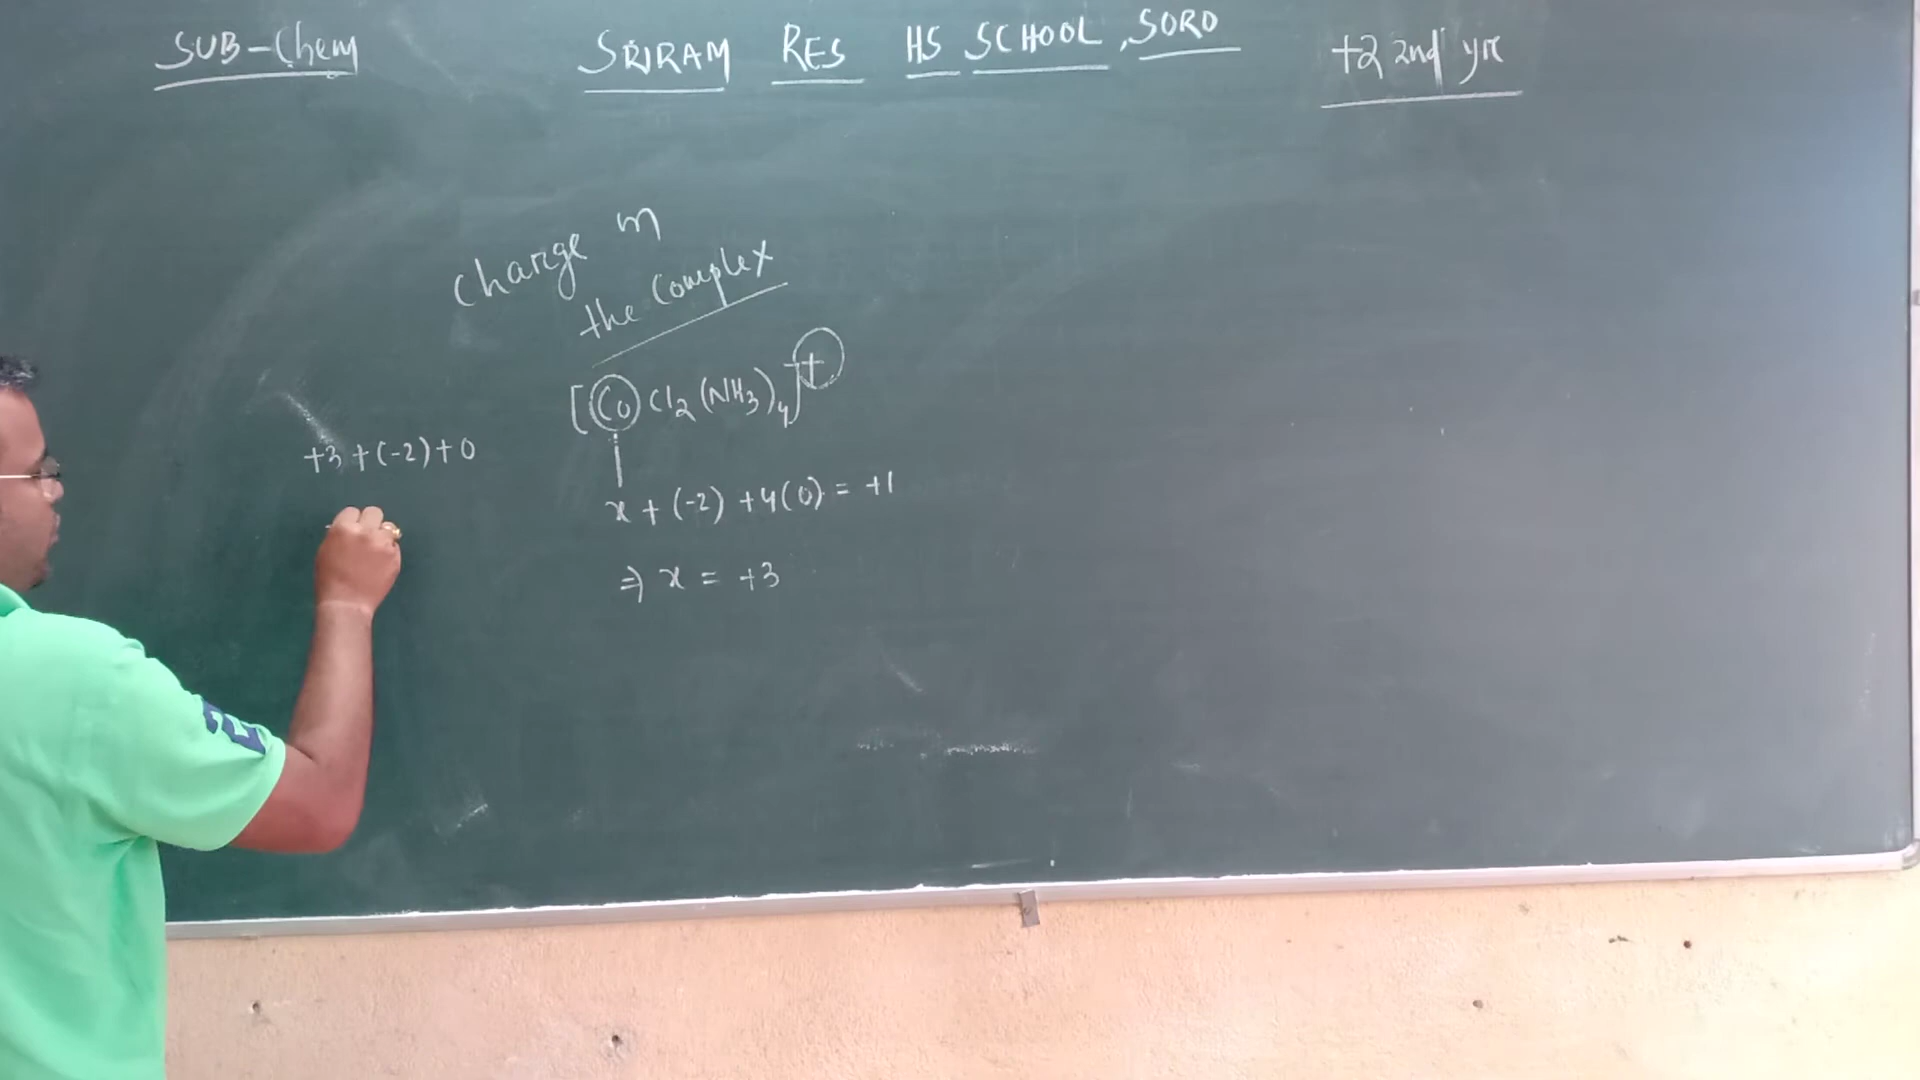 SUB-Chem SRIRAM RES HS SCHOOL, SORO +2 2nd yr
Charge in
the Complex
[Co Cl₂ (NH₃)₄]⁺
+3 + (-2) + 0
x + (-2) + 4(0) = +1
⇒ x = +3